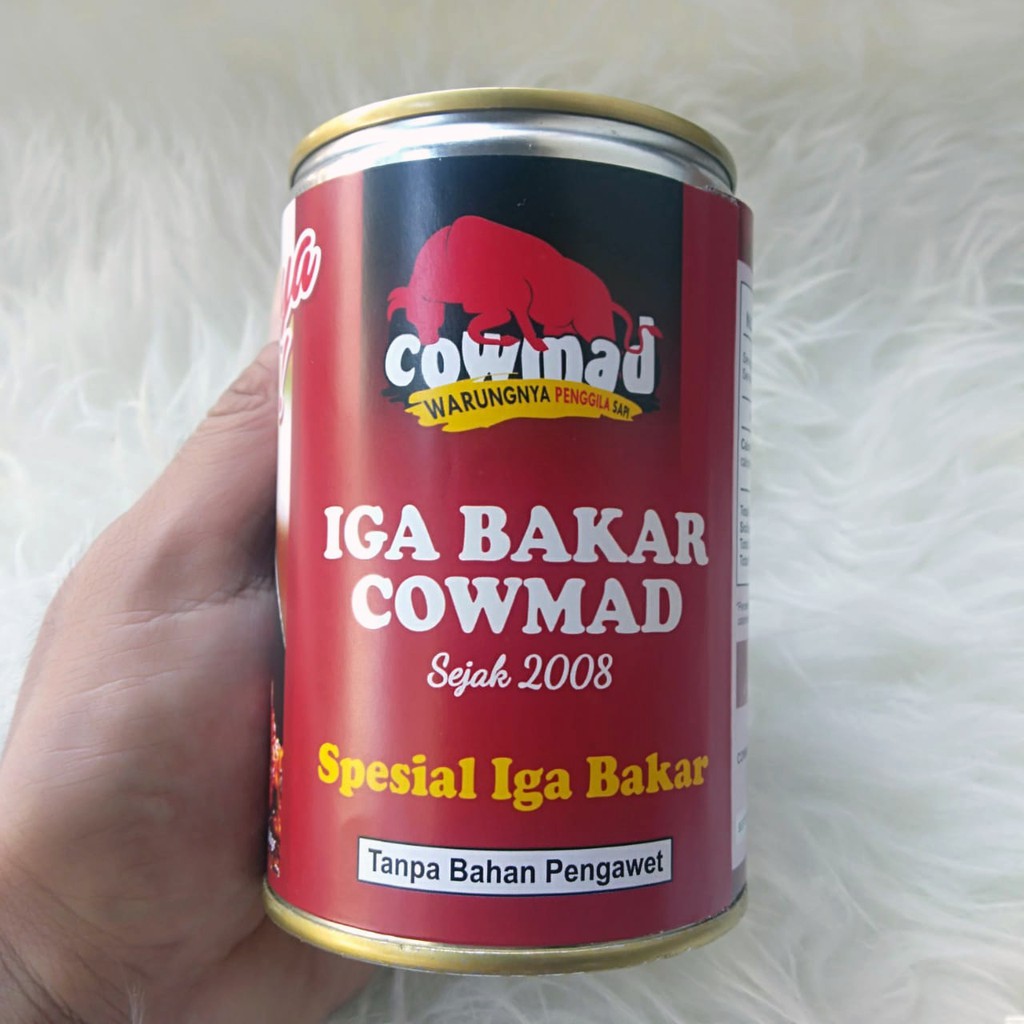 cowmad
WARUNGNYA PENGGILA SAPI
IGA BAKAR
COWMAD
Sejak 2008
Spesial Iga Bakar
Tanpa Bahan Pengawet